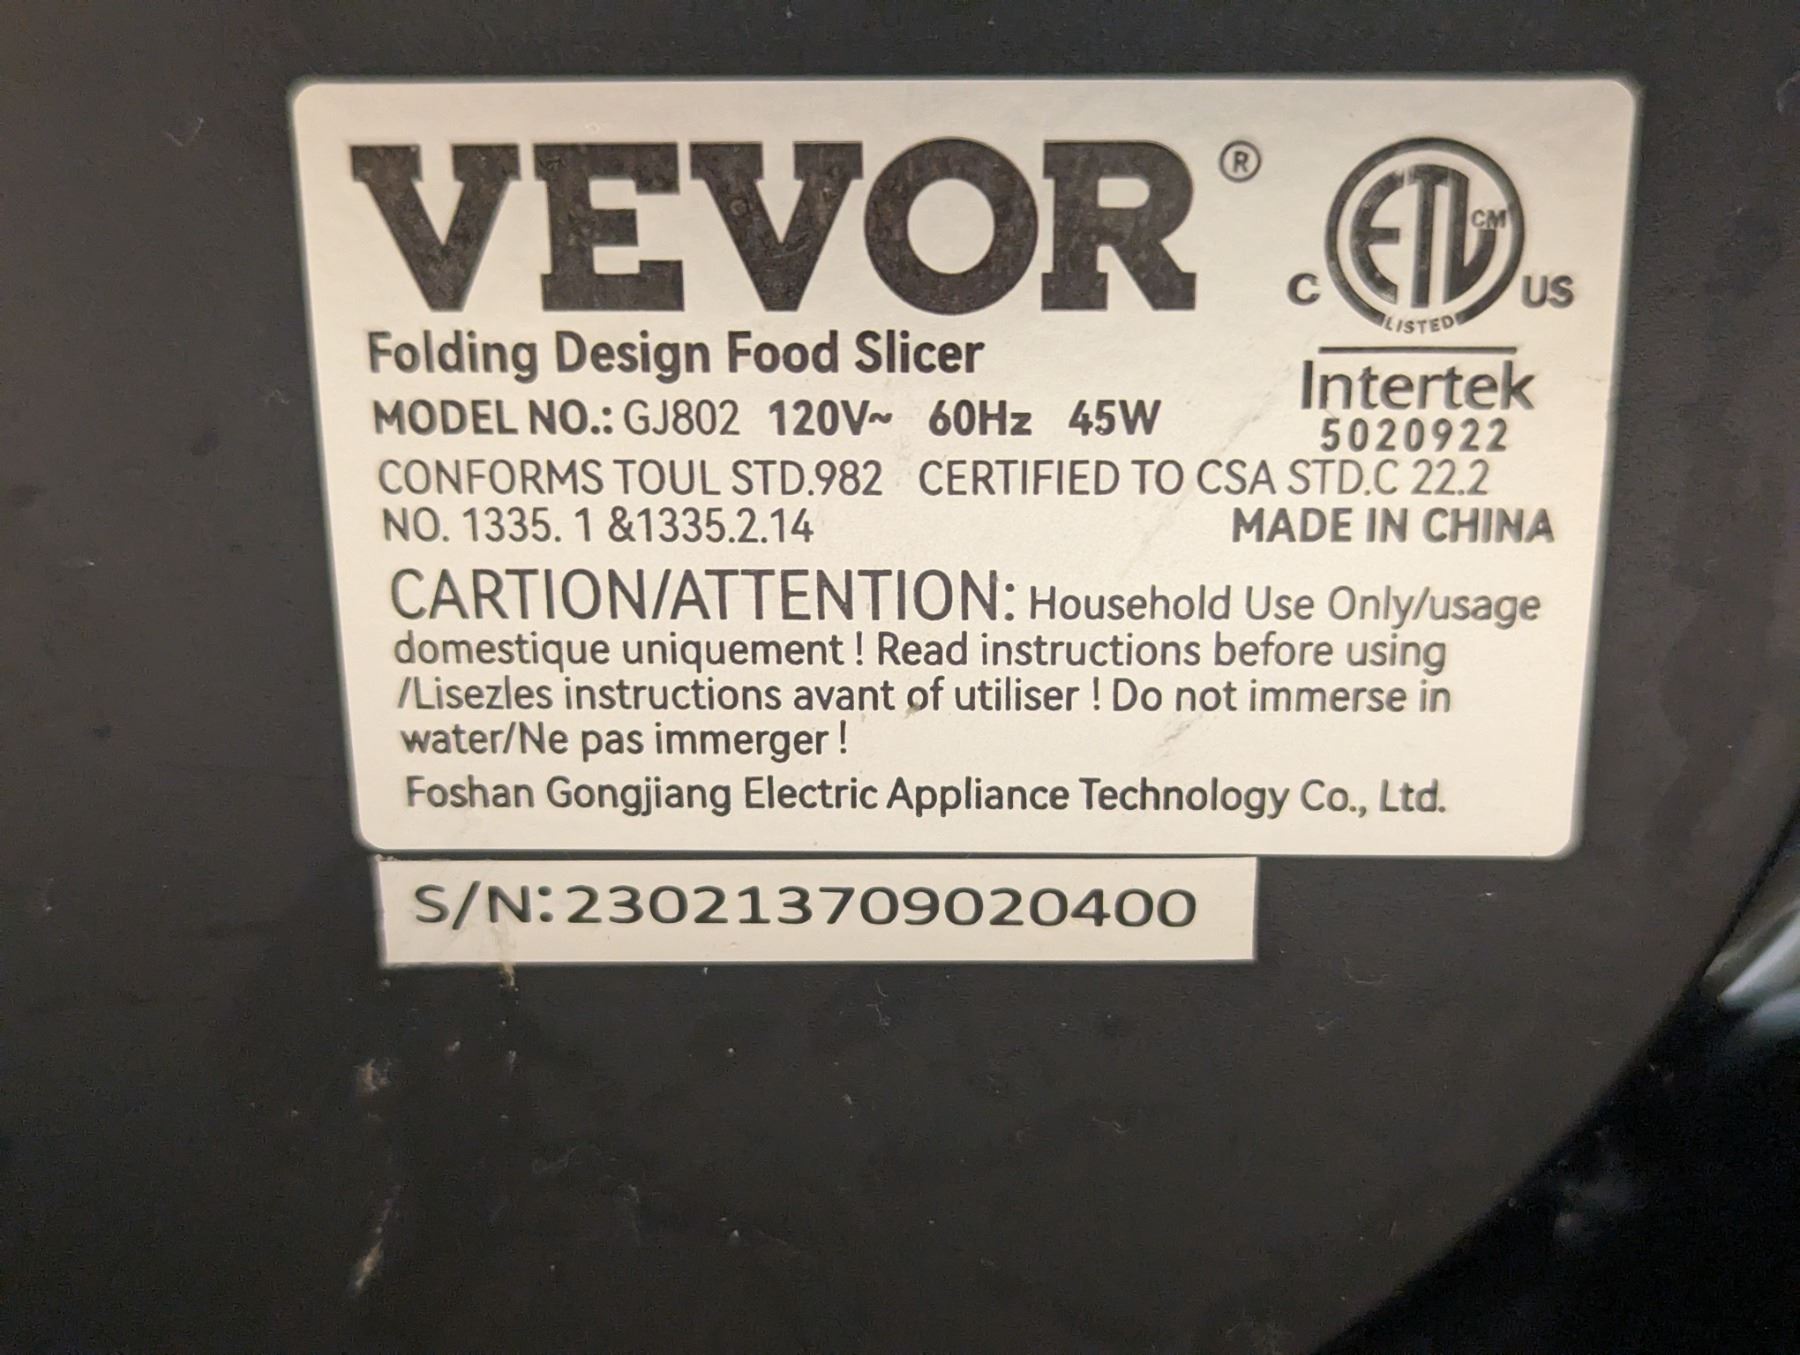 VEVOR®
Folding Design Food Slicer
MODEL NO.: GJ802 120V~ 60Hz 45W
CONFORMS TOUL STD.982 CERTIFIED TO CSA STD.C 22.2
NO. 1335. 1 &1335.2.14 MADE IN CHINA
ETL CM
C US
LISTED
Intertek
5020922
CARTION/ATTENTION: Household Use Only/usage
domestique uniquement ! Read instructions before using
/Lisezles instructions avant of utiliser ! Do not immerse in
water/Ne pas immerger !
Foshan Gongjiang Electric Appliance Technology Co., Ltd.
S/N:230213709020400